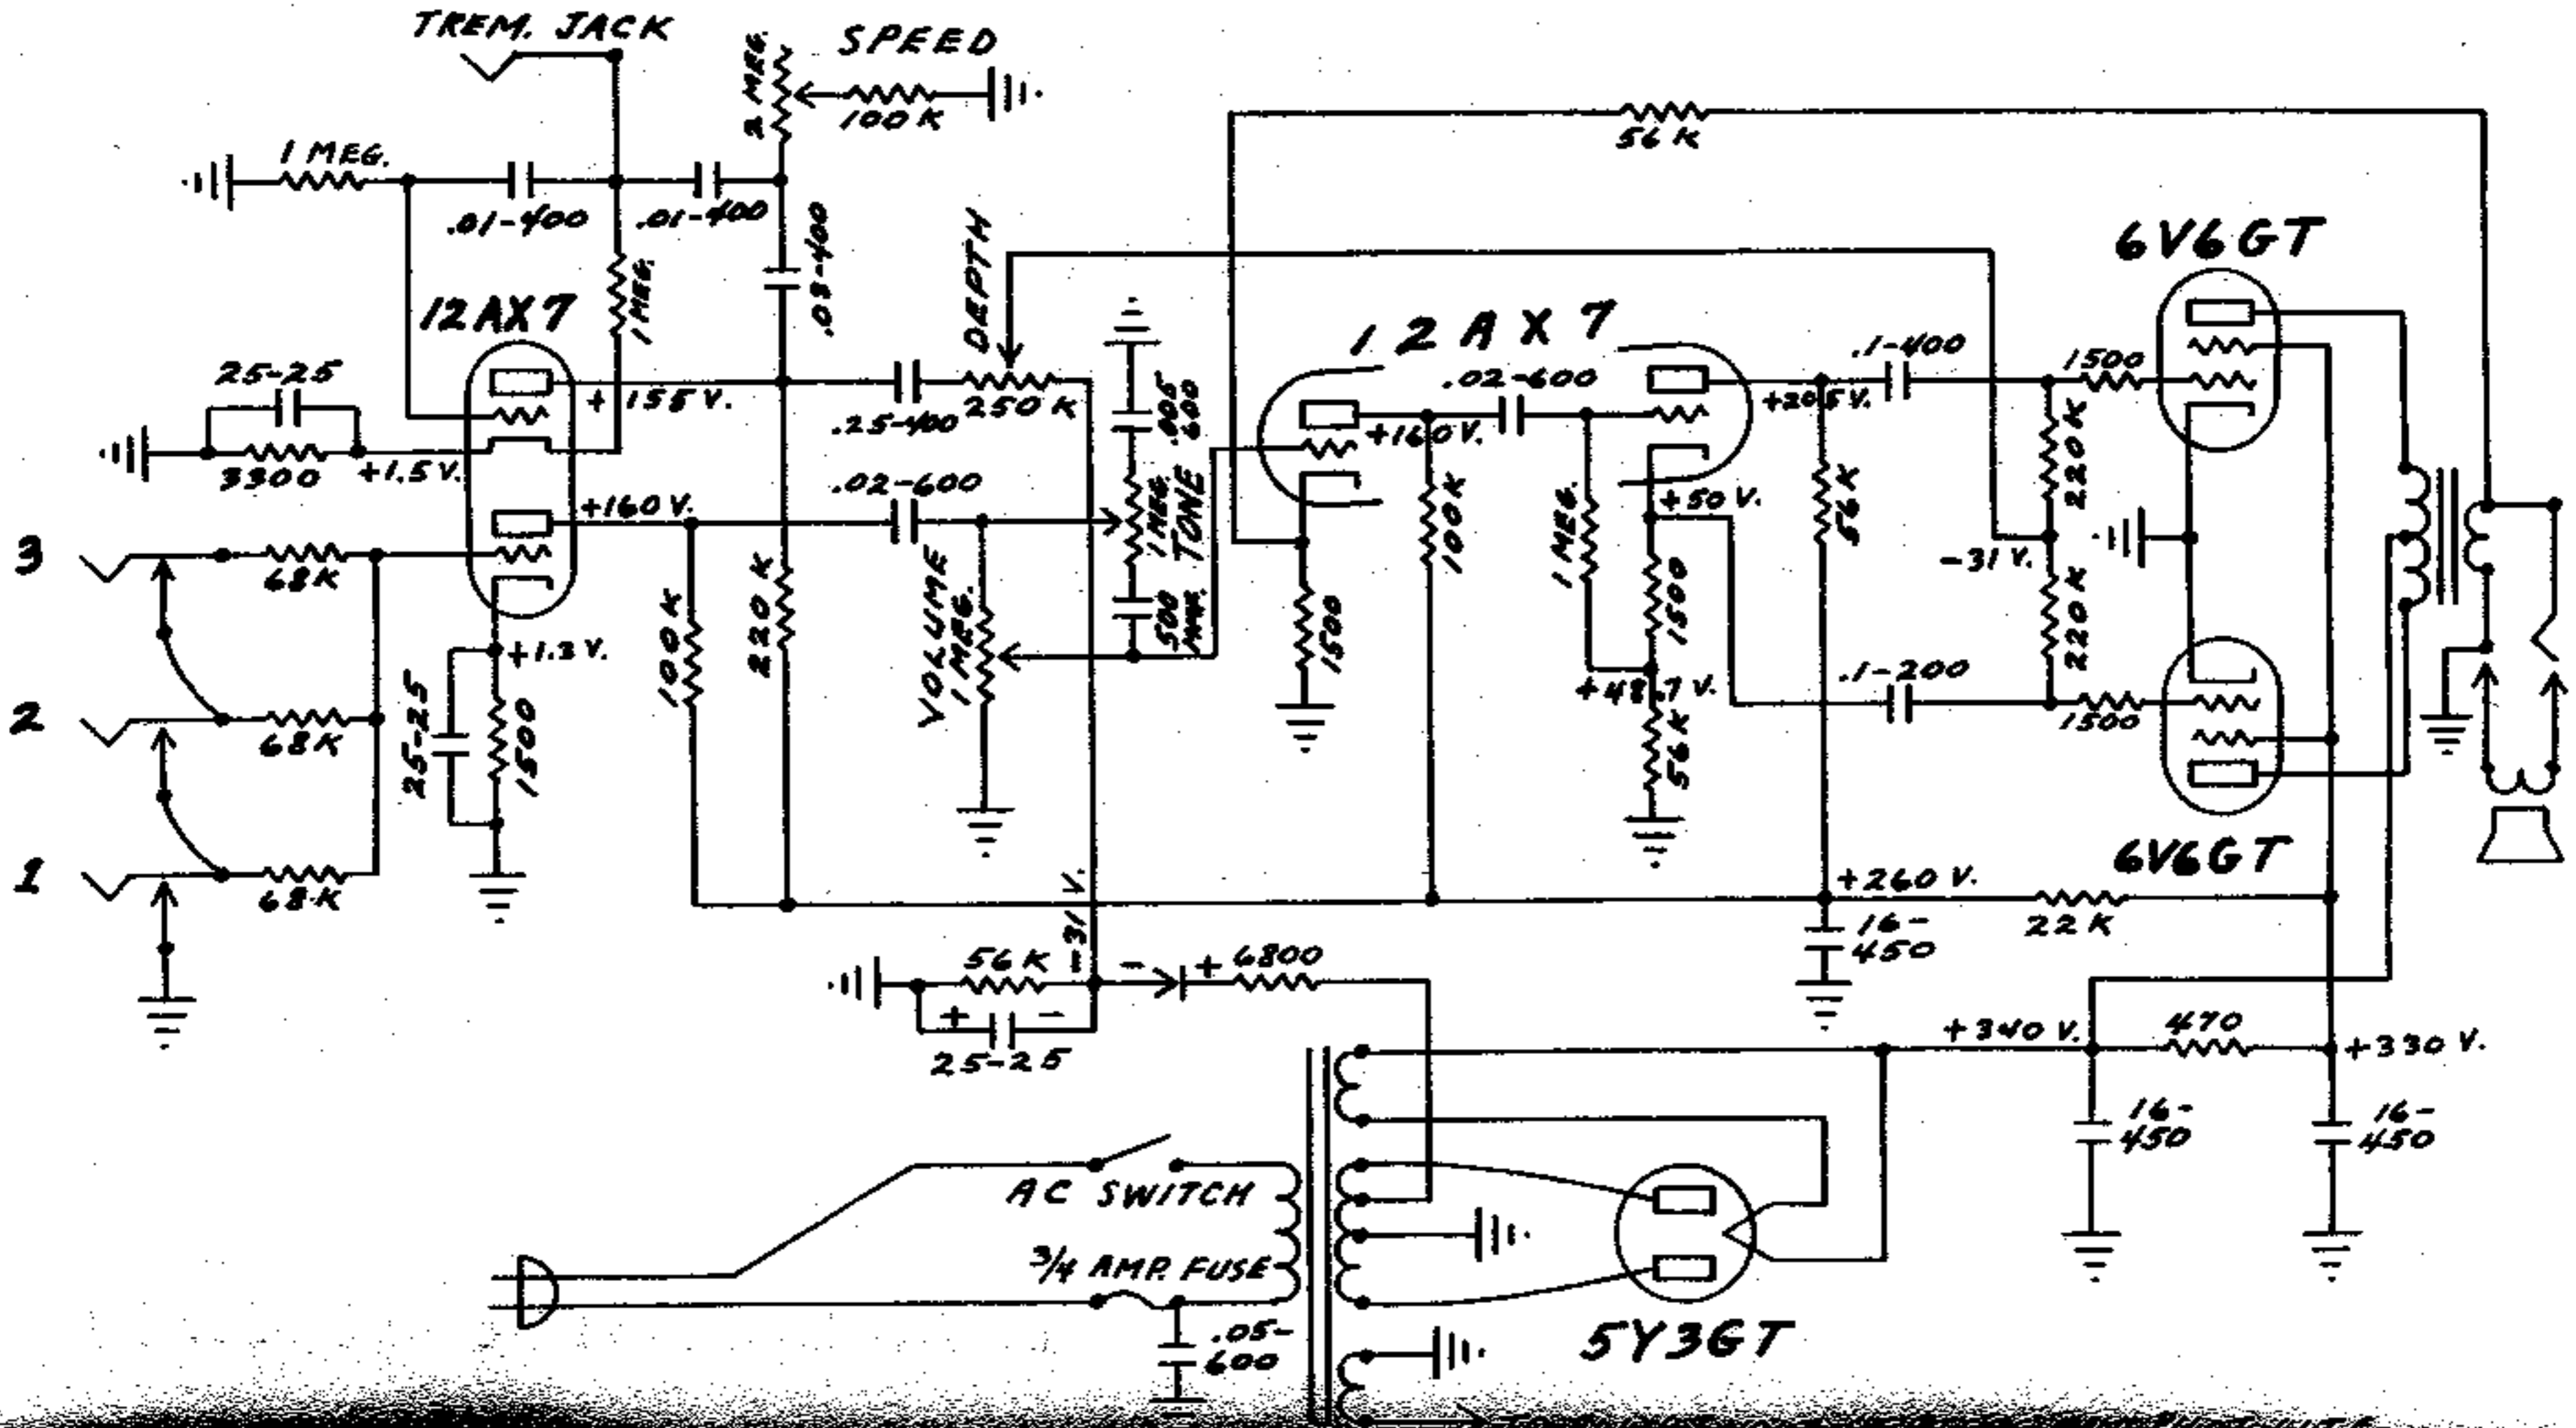 TREM. JACK
2 MEG.
SPEED
100 K
56 K
1 MEG.
.01-400
.01-400
.03-400
DEPTH
6V6GT
12AX7
1 MEG.
25-25
+155 V.
.25-400
250 K
.005
600
12AX7
.02-600
.1-400
1500
+160 V.
+205 V.
220 K
3300
+1.5 V.
+160 V.
.02-600
1 MEG.
TONE
100 K
+50 V.
56 K
-31 V.
3
68K
1 MEG.
1500
220 K
500
MMF.
1500
VOLUME
1 MEG.
100 K
220 K
+1.3 V.
+48.7 V.
.1-200
1500
2
68K
25-25
1500
56 K
6V6GT
1
68K
-31 V.
+260 V.
22 K
16-
450
56 K
-
+
6800
+
-
25-25
+340 V.
470
+330 V.
16-
450
16-
450
AC SWITCH
3/4 AMP. FUSE
.05-
600
5Y3GT